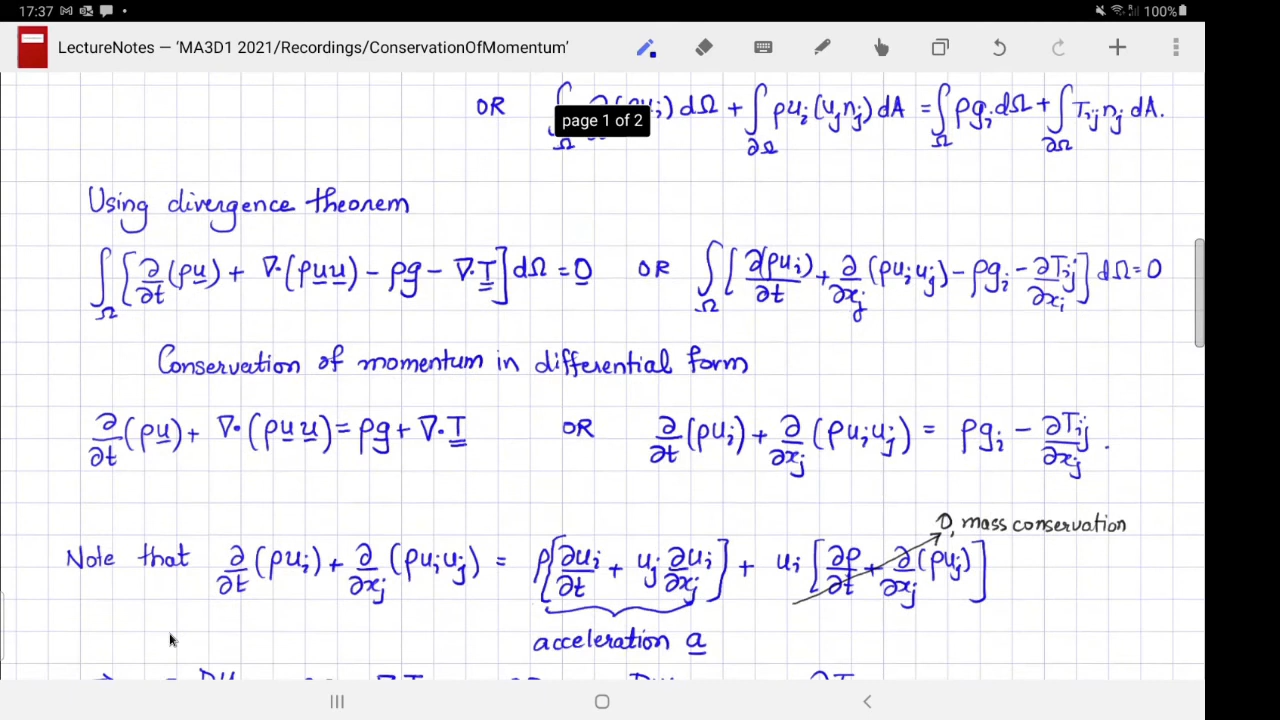 17:37 100%
LectureNotes — ‘MA3D1 2021/Recordings/ConservationOfMomentum’
OR ∫_Ω ∂(ρu_i) dΩ + ∫_∂Ω ρu_i (u_j n_j) dA = ∫_Ω ρg_i dΩ + ∫_∂Ω T_ij n_j dA.
page 1 of 2
Using divergence theorem
∫_Ω [∂/∂t (ρu) + ∇·(ρuu) − ρg − ∇·T] dΩ = 0 OR ∫_Ω [∂(ρu_i)/∂t + ∂/∂x_j (ρu_i u_j) − ρg_i − ∂T_ij/∂x_i] dΩ = 0
Conservation of momentum in differential form
∂/∂t (ρu) + ∇·(ρuu) = ρg + ∇·T OR ∂/∂t (ρu_i) + ∂/∂x_j (ρu_i u_j) = ρg_i − ∂T_ij/∂x_j .
0, mass conservation
Note that ∂/∂t (ρu_i) + ∂/∂x_j (ρu_i u_j) = ρ[∂u_i/∂t + u_j ∂u_i/∂x_j] + u_i [∂ρ/∂t + ∂/∂x_j (ρu_j)]
acceleration a